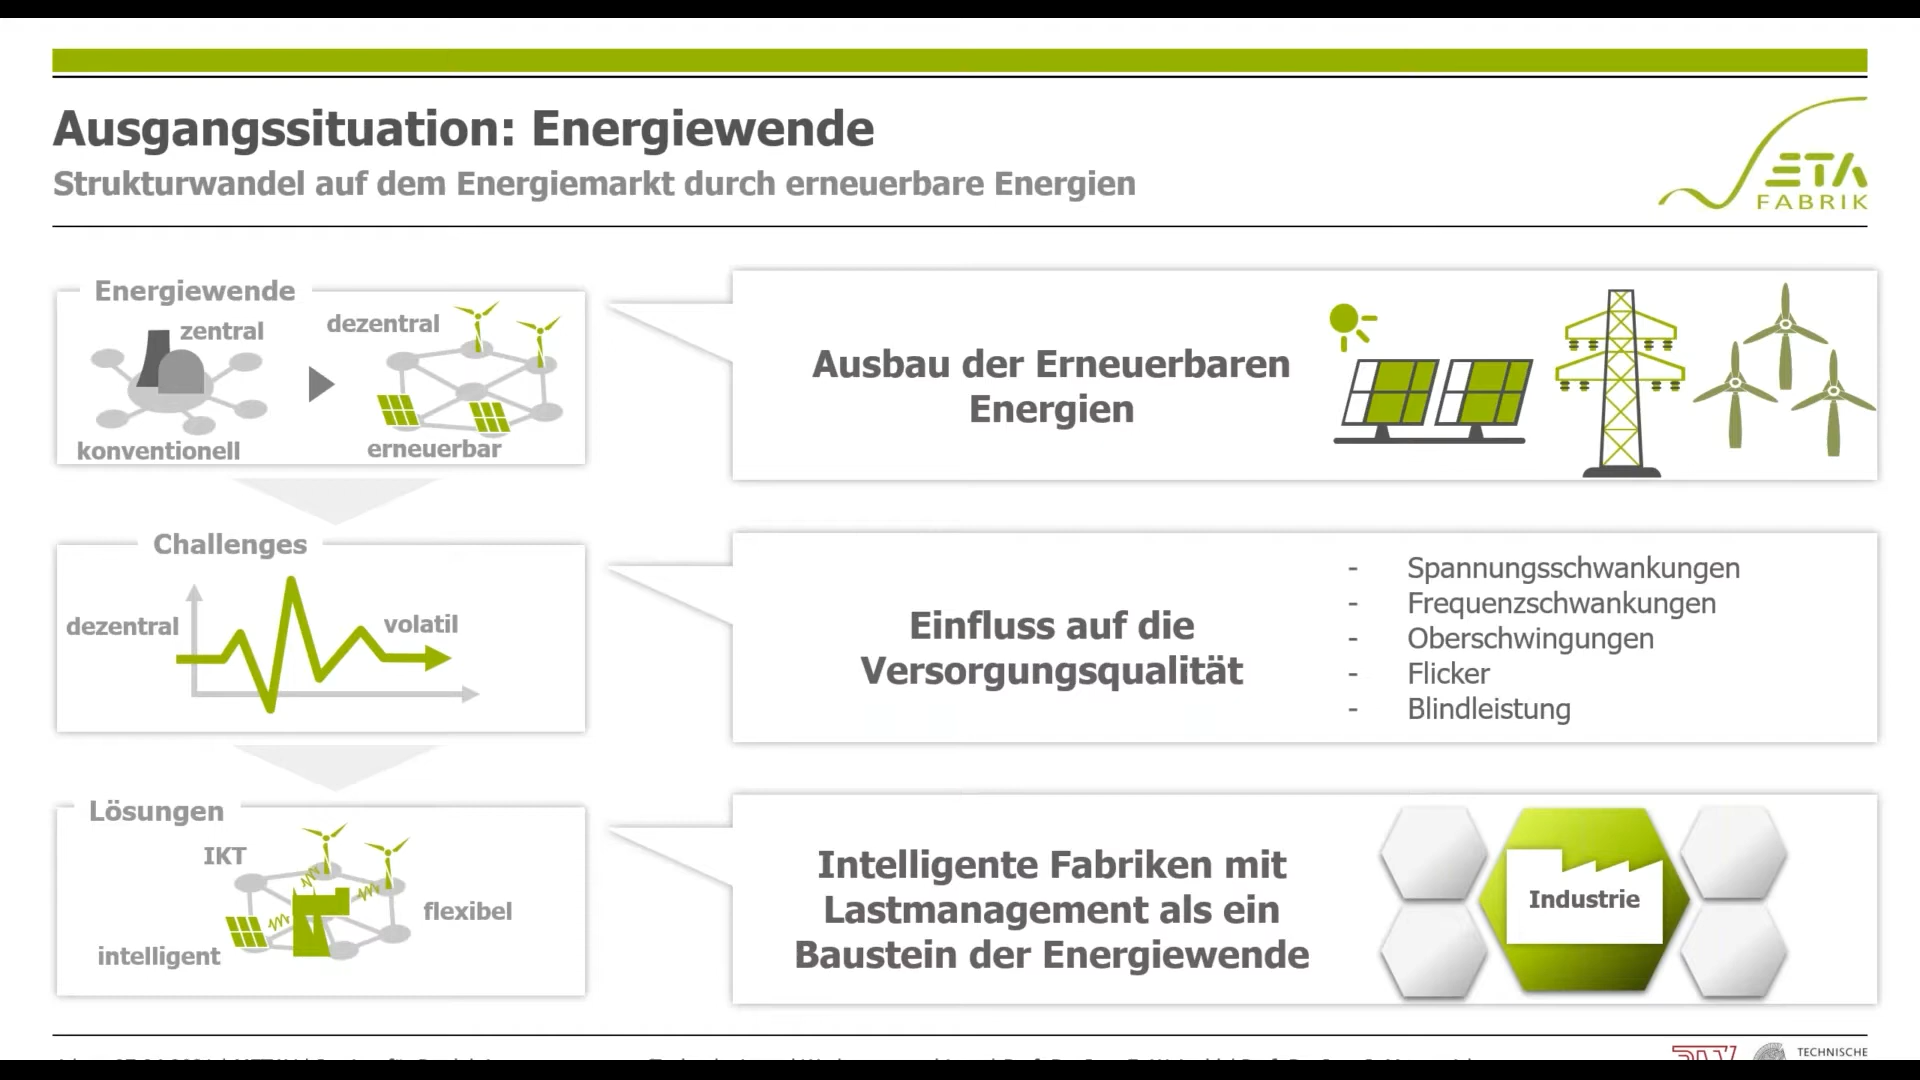 Ausgangssituation: Energiewende
Strukturwandel auf dem Energiemarkt durch erneuerbare Energien
ETA
FABRIK
Energiewende
zentral
dezentral
konventionell
erneuerbar
Ausbau der Erneuerbaren
Energien
Challenges
dezentral
volatil
Einfluss auf die
Versorgungsqualität
- Spannungsschwankungen
- Frequenzschwankungen
- Oberschwingungen
- Flicker
- Blindleistung
Lösungen
IKT
flexibel
intelligent
Intelligente Fabriken mit
Lastmanagement als ein
Baustein der Energiewende
Industrie
TECHNISCHE